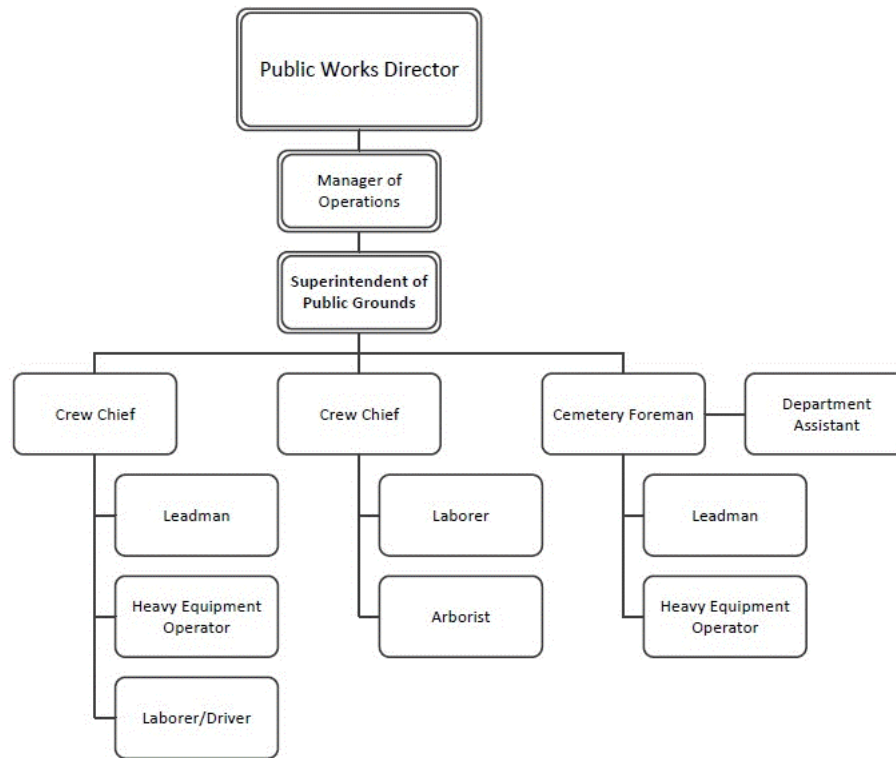 Public Works Director
Manager of
Operations
Superintendent of
Public Grounds
Crew Chief
Crew Chief
Cemetery Foreman
Department
Assistant
Leadman
Laborer
Leadman
Heavy Equipment
Operator
Arborist
Heavy Equipment
Operator
Laborer/Driver